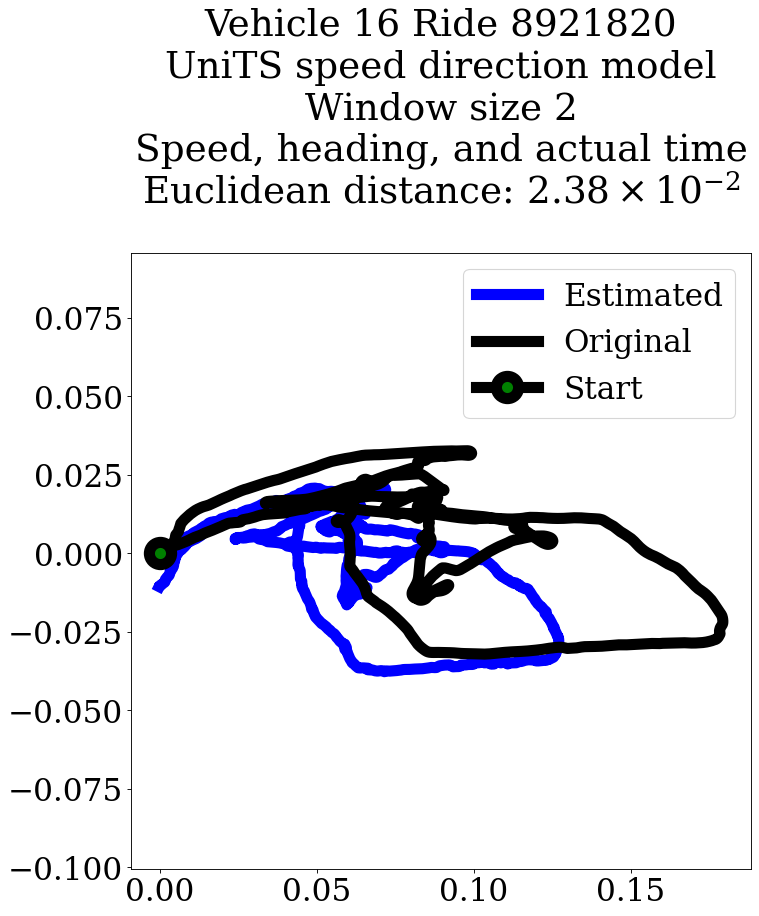 Vehicle 16 Ride 8921820
UniTS speed direction model
Window size 2
Speed, heading, and actual time
Euclidean distance: 2.38 × 10⁻²
Estimated
Original
Start
0.075
0.050
0.025
0.000
−0.025
−0.050
−0.075
−0.100
0.00 0.05 0.10 0.15